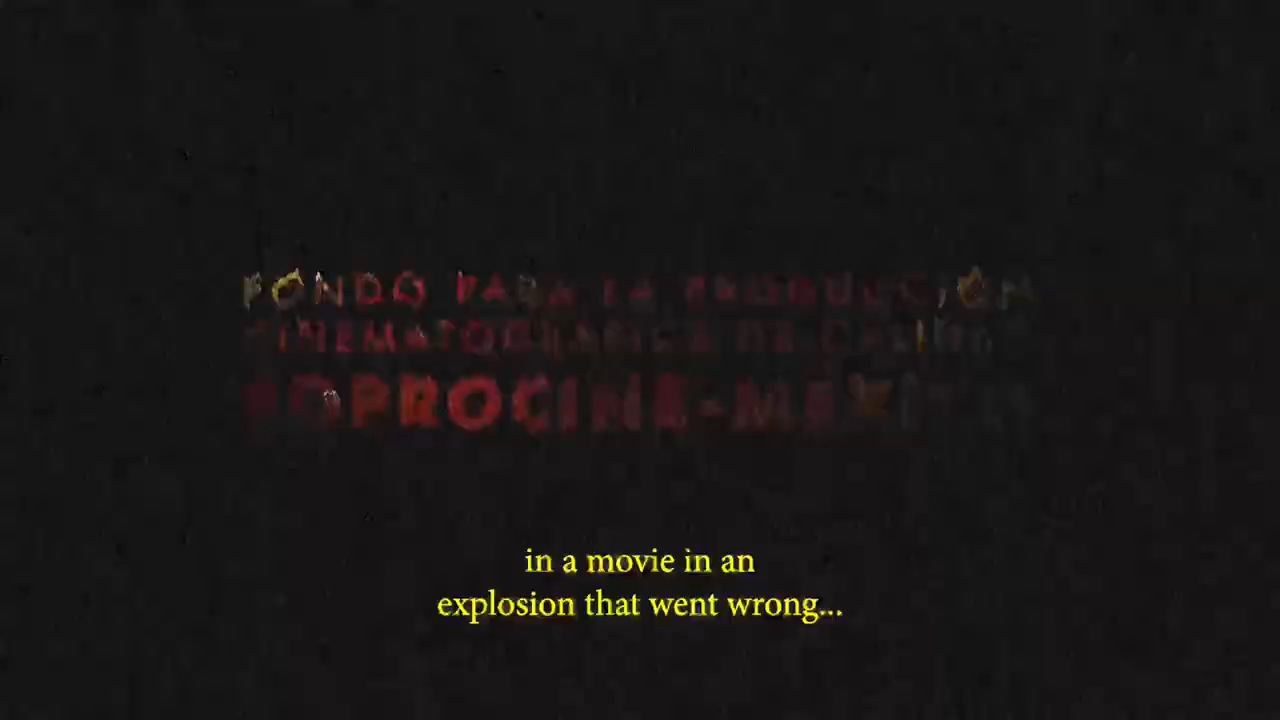 FONDO PARA LA PRODUCCIÓN
CINEMATOGRÁFICA DE CALIDAD
FOPROCINE-MÉXICO
in a movie in an
explosion that went wrong...